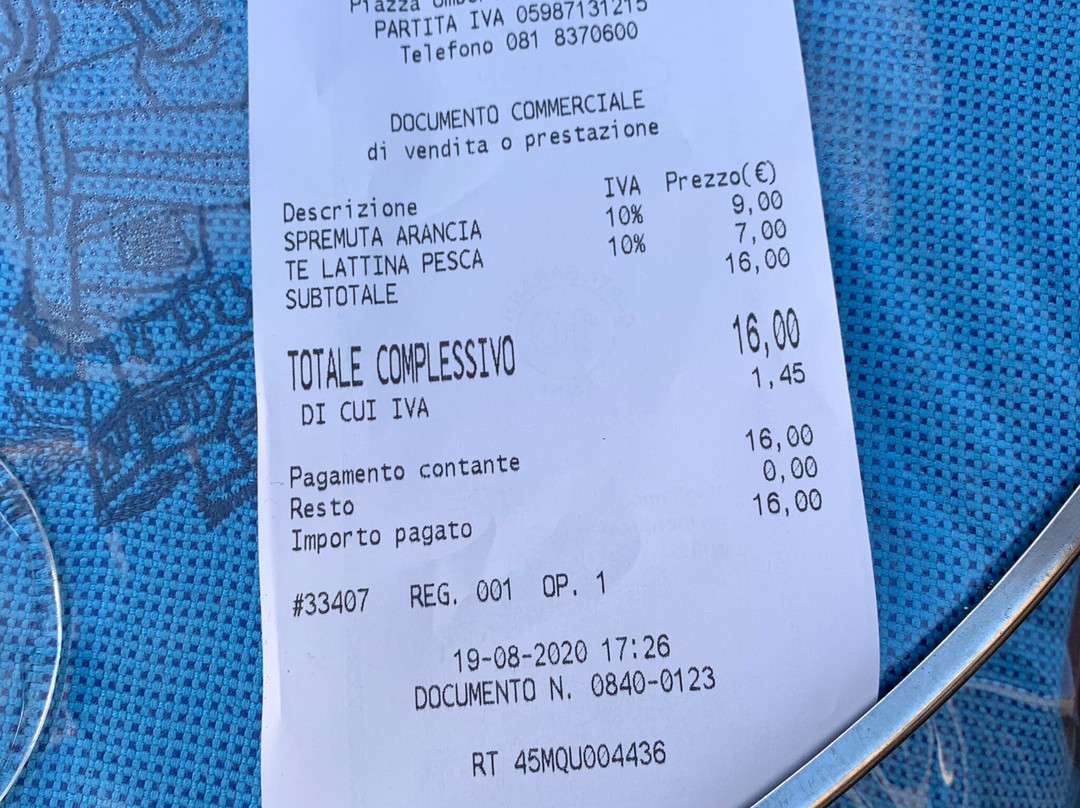 Piazza
PARTITA IVA 05987131215
Telefono 081 8370600
DOCUMENTO COMMERCIALE
di vendita o prestazione
Descrizione IVA Prezzo(€)
SPREMUTA ARANCIA 10% 9,00
TE LATTINA PESCA 10% 7,00
SUBTOTALE 16,00
TOTALE COMPLESSIVO 16,00
DI CUI IVA 1,45
Pagamento contante 16,00
Resto 0,00
Importo pagato 16,00
#33407 REG. 001 OP. 1
19-08-2020 17:26
DOCUMENTO N. 0840-0123
RT 45MQU004436